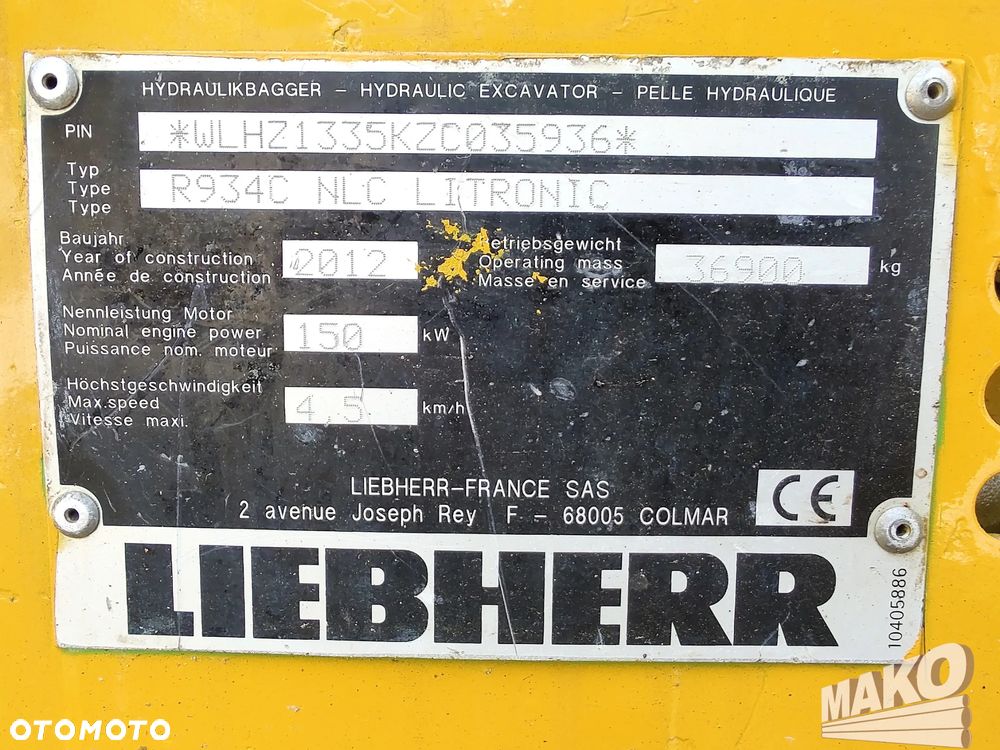 HYDRAULIKBAGGER – HYDRAULIC EXCAVATOR – PELLE HYDRAULIQUE
PIN *WLHZ1335KZC035936*
Typ
Type
Type
R934C NLC LITRONIC
Baujahr
Year of construction
Année de construction
2012
Betriebsgewicht
Operating mass
Masse en service
36900 kg
Nennleistung Motor
Nominal engine power
Puissance nom. moteur
150 kW
Höchstgeschwindigkeit
Max.speed
Vitesse maxi.
4,5 km/h
LIEBHERR–FRANCE SAS
2 avenue Joseph Rey F – 68005 COLMAR
CE
LIEBHERR
10405886
OTOMOTO
MAKO